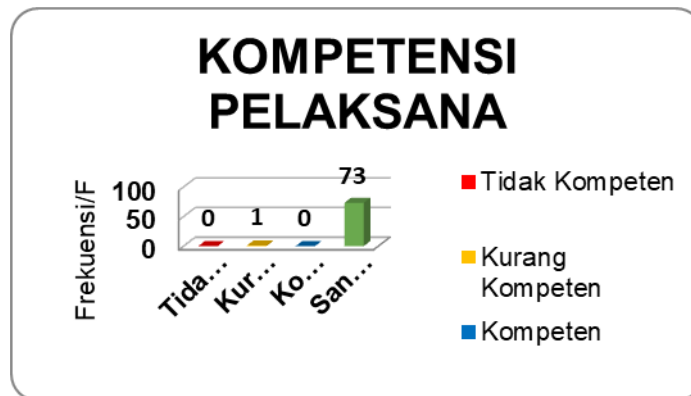 KOMPETENSI
PELAKSANA
Frekuensi/F
100
50
0
0
1
0
73
Tida...
Kur...
Ko...
San...
Tidak Kompeten
Kurang
Kompeten
Kompeten